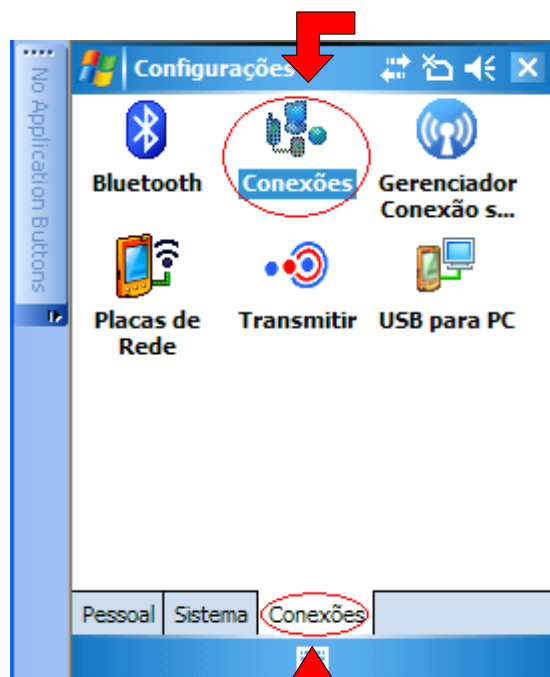 No Application Buttons
Configurações
Bluetooth
Conexões
Gerenciador
Conexão s...
Placas de
Rede
Transmitir
USB para PC
Pessoal
Sistema
Conexões